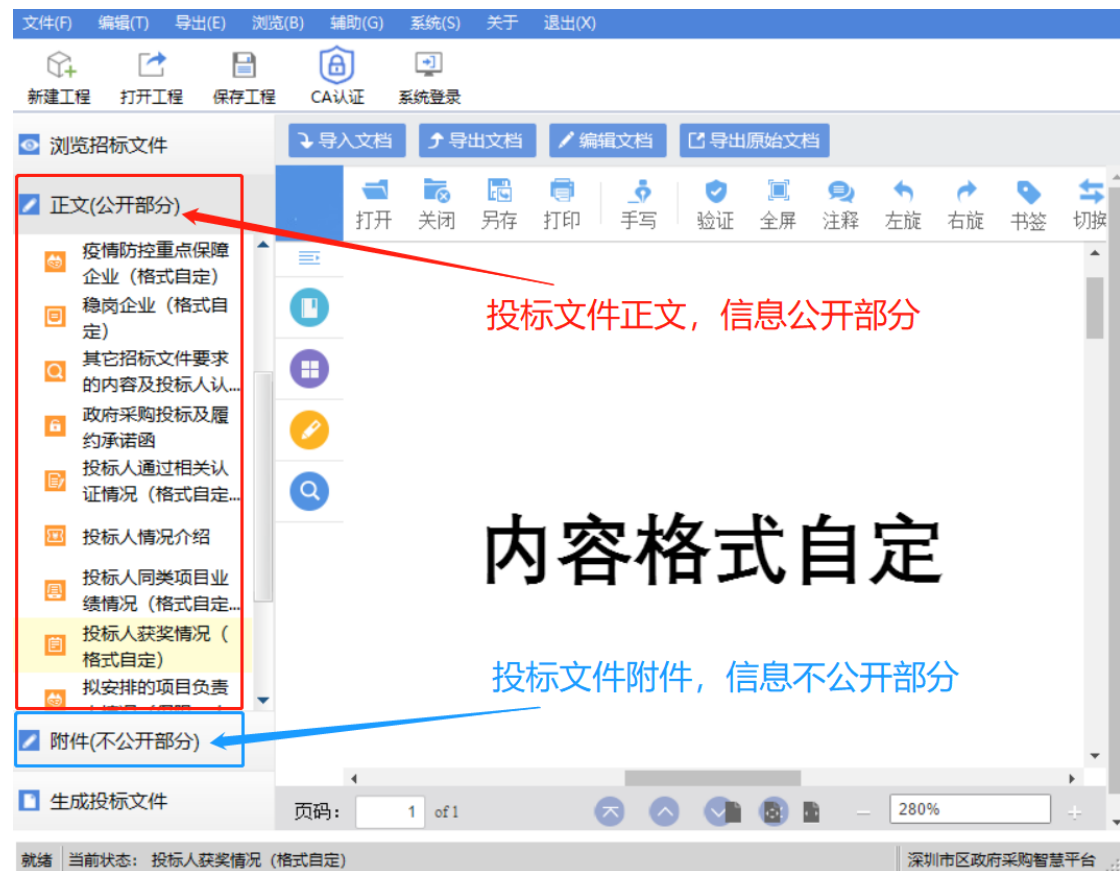 文件(F) 编辑(T) 导出(E) 浏览(B) 辅助(G) 系统(S) 关于 退出(X)
新建工程 打开工程 保存工程 CA认证 系统登录
浏览招标文件
导入文档 导出文档 编辑文档 导出原始文档
正文(公开部分)
打开 关闭 另存 打印 手写 验证 全屏 注释 左旋 右旋 书签 切换
疫情防控重点保障
企业（格式自定）
稳岗企业（格式自
定）
其它招标文件要求
的内容及投标人认...
政府采购投标及履
约承诺函
投标人通过相关认
证情况（格式自定...
投标人情况介绍
投标人同类项目业
绩情况（格式自定...
投标人获奖情况（
格式自定）
拟安排的项目负责
投标文件正文，信息公开部分
内容格式自定
投标文件附件，信息不公开部分
附件(不公开部分)
生成投标文件
页码： 1 of 1 280%
就绪 当前状态： 投标人获奖情况（格式自定） 深圳市区政府采购智慧平台